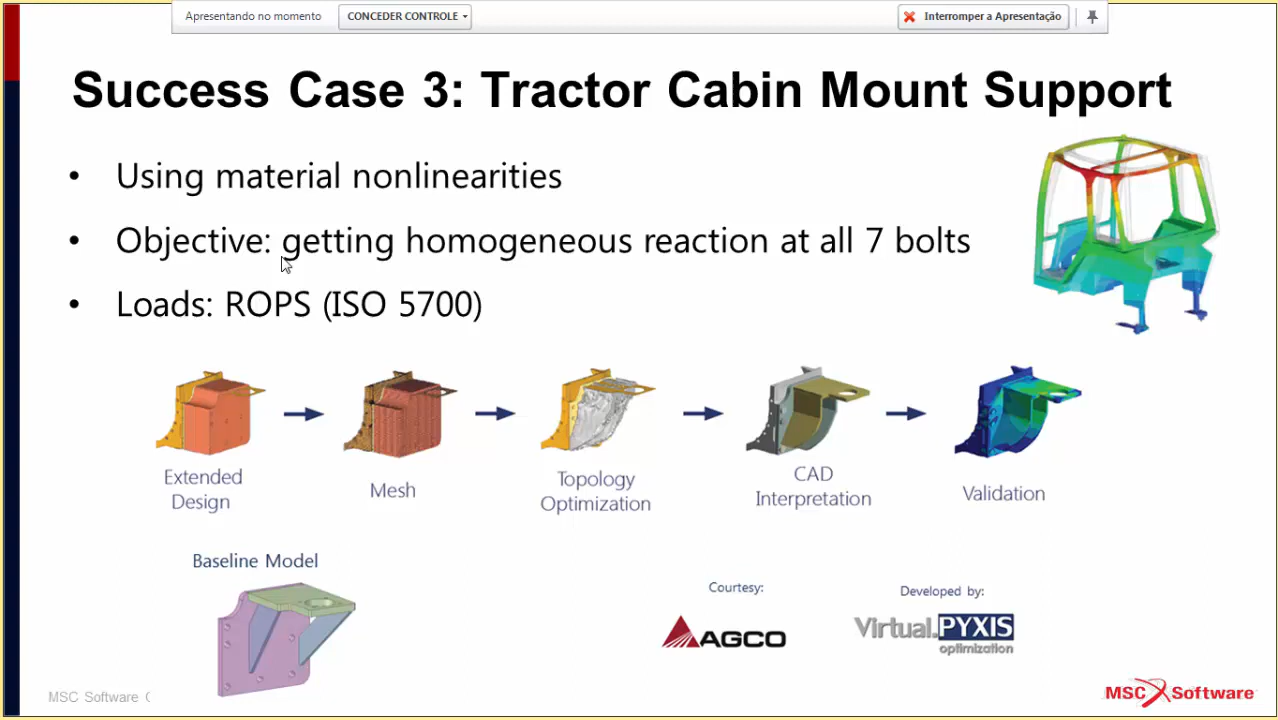 Apresentando no momento
CONCEDER CONTROLE
Interromper a Apresentação
Success Case 3: Tractor Cabin Mount Support
• Using material nonlinearities
• Objective: getting homogeneous reaction at all 7 bolts
• Loads: ROPS (ISO 5700)
Extended
Design
Mesh
Topology
Optimization
CAD
Interpretation
Validation
Baseline Model
Courtesy:
AGCO
Developed by:
Virtual.PYXIS
optimization
MSC Software
MSC Software